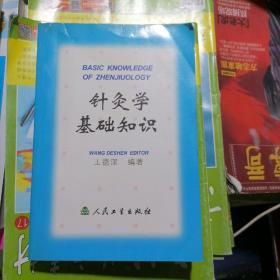 BASIC KNOWLEDGE
OF ZHENJIUOLOGY
针灸学
基础知识
WANG DESHEN EDITOR
王德深 编著
人民卫生出版社
17